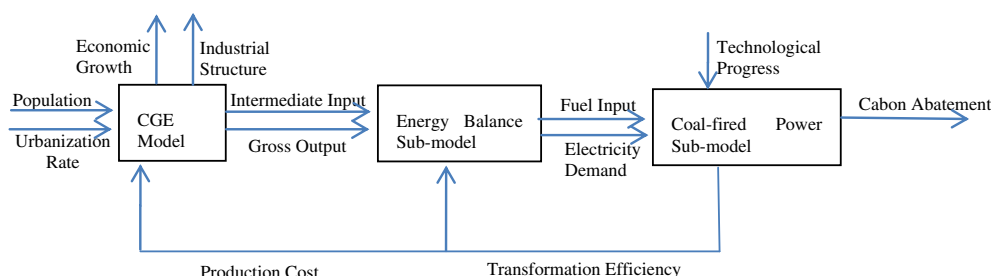 Economic
Growth
Industrial
Structure
Technological
Progress
Population
Urbanization
Rate
CGE
Model
Intermediate Input
Gross Output
Energy Balance
Sub-model
Fuel Input
Electricity
Demand
Coal-fired Power
Sub-model
Cabon Abatement
Production Cost
Transformation Efficiency